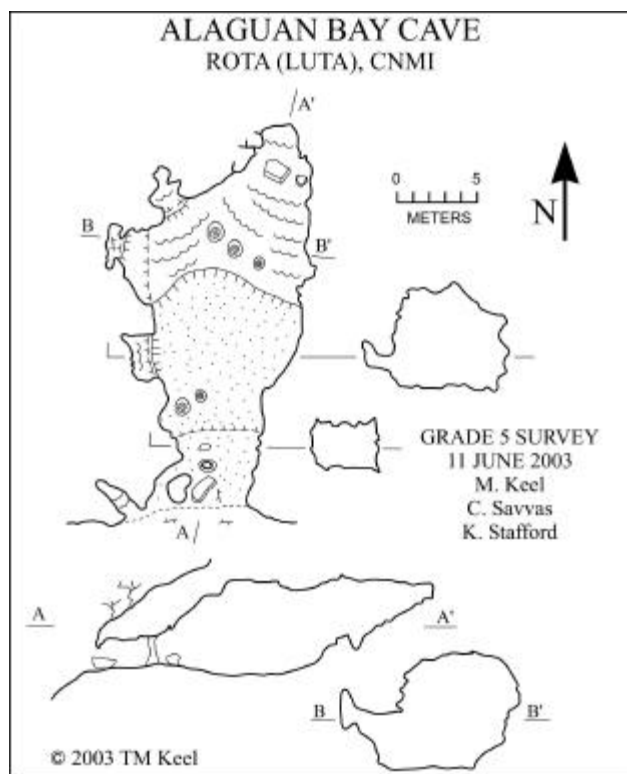 ALAGUAN BAY CAVE
ROTA (LUTA), CNMI
A'
0 5
METERS
N
B
B'
GRADE 5 SURVEY
11 JUNE 2003
M. Keel
C. Savvas
K. Stafford
A
A
A'
B
B'
© 2003 TM Keel